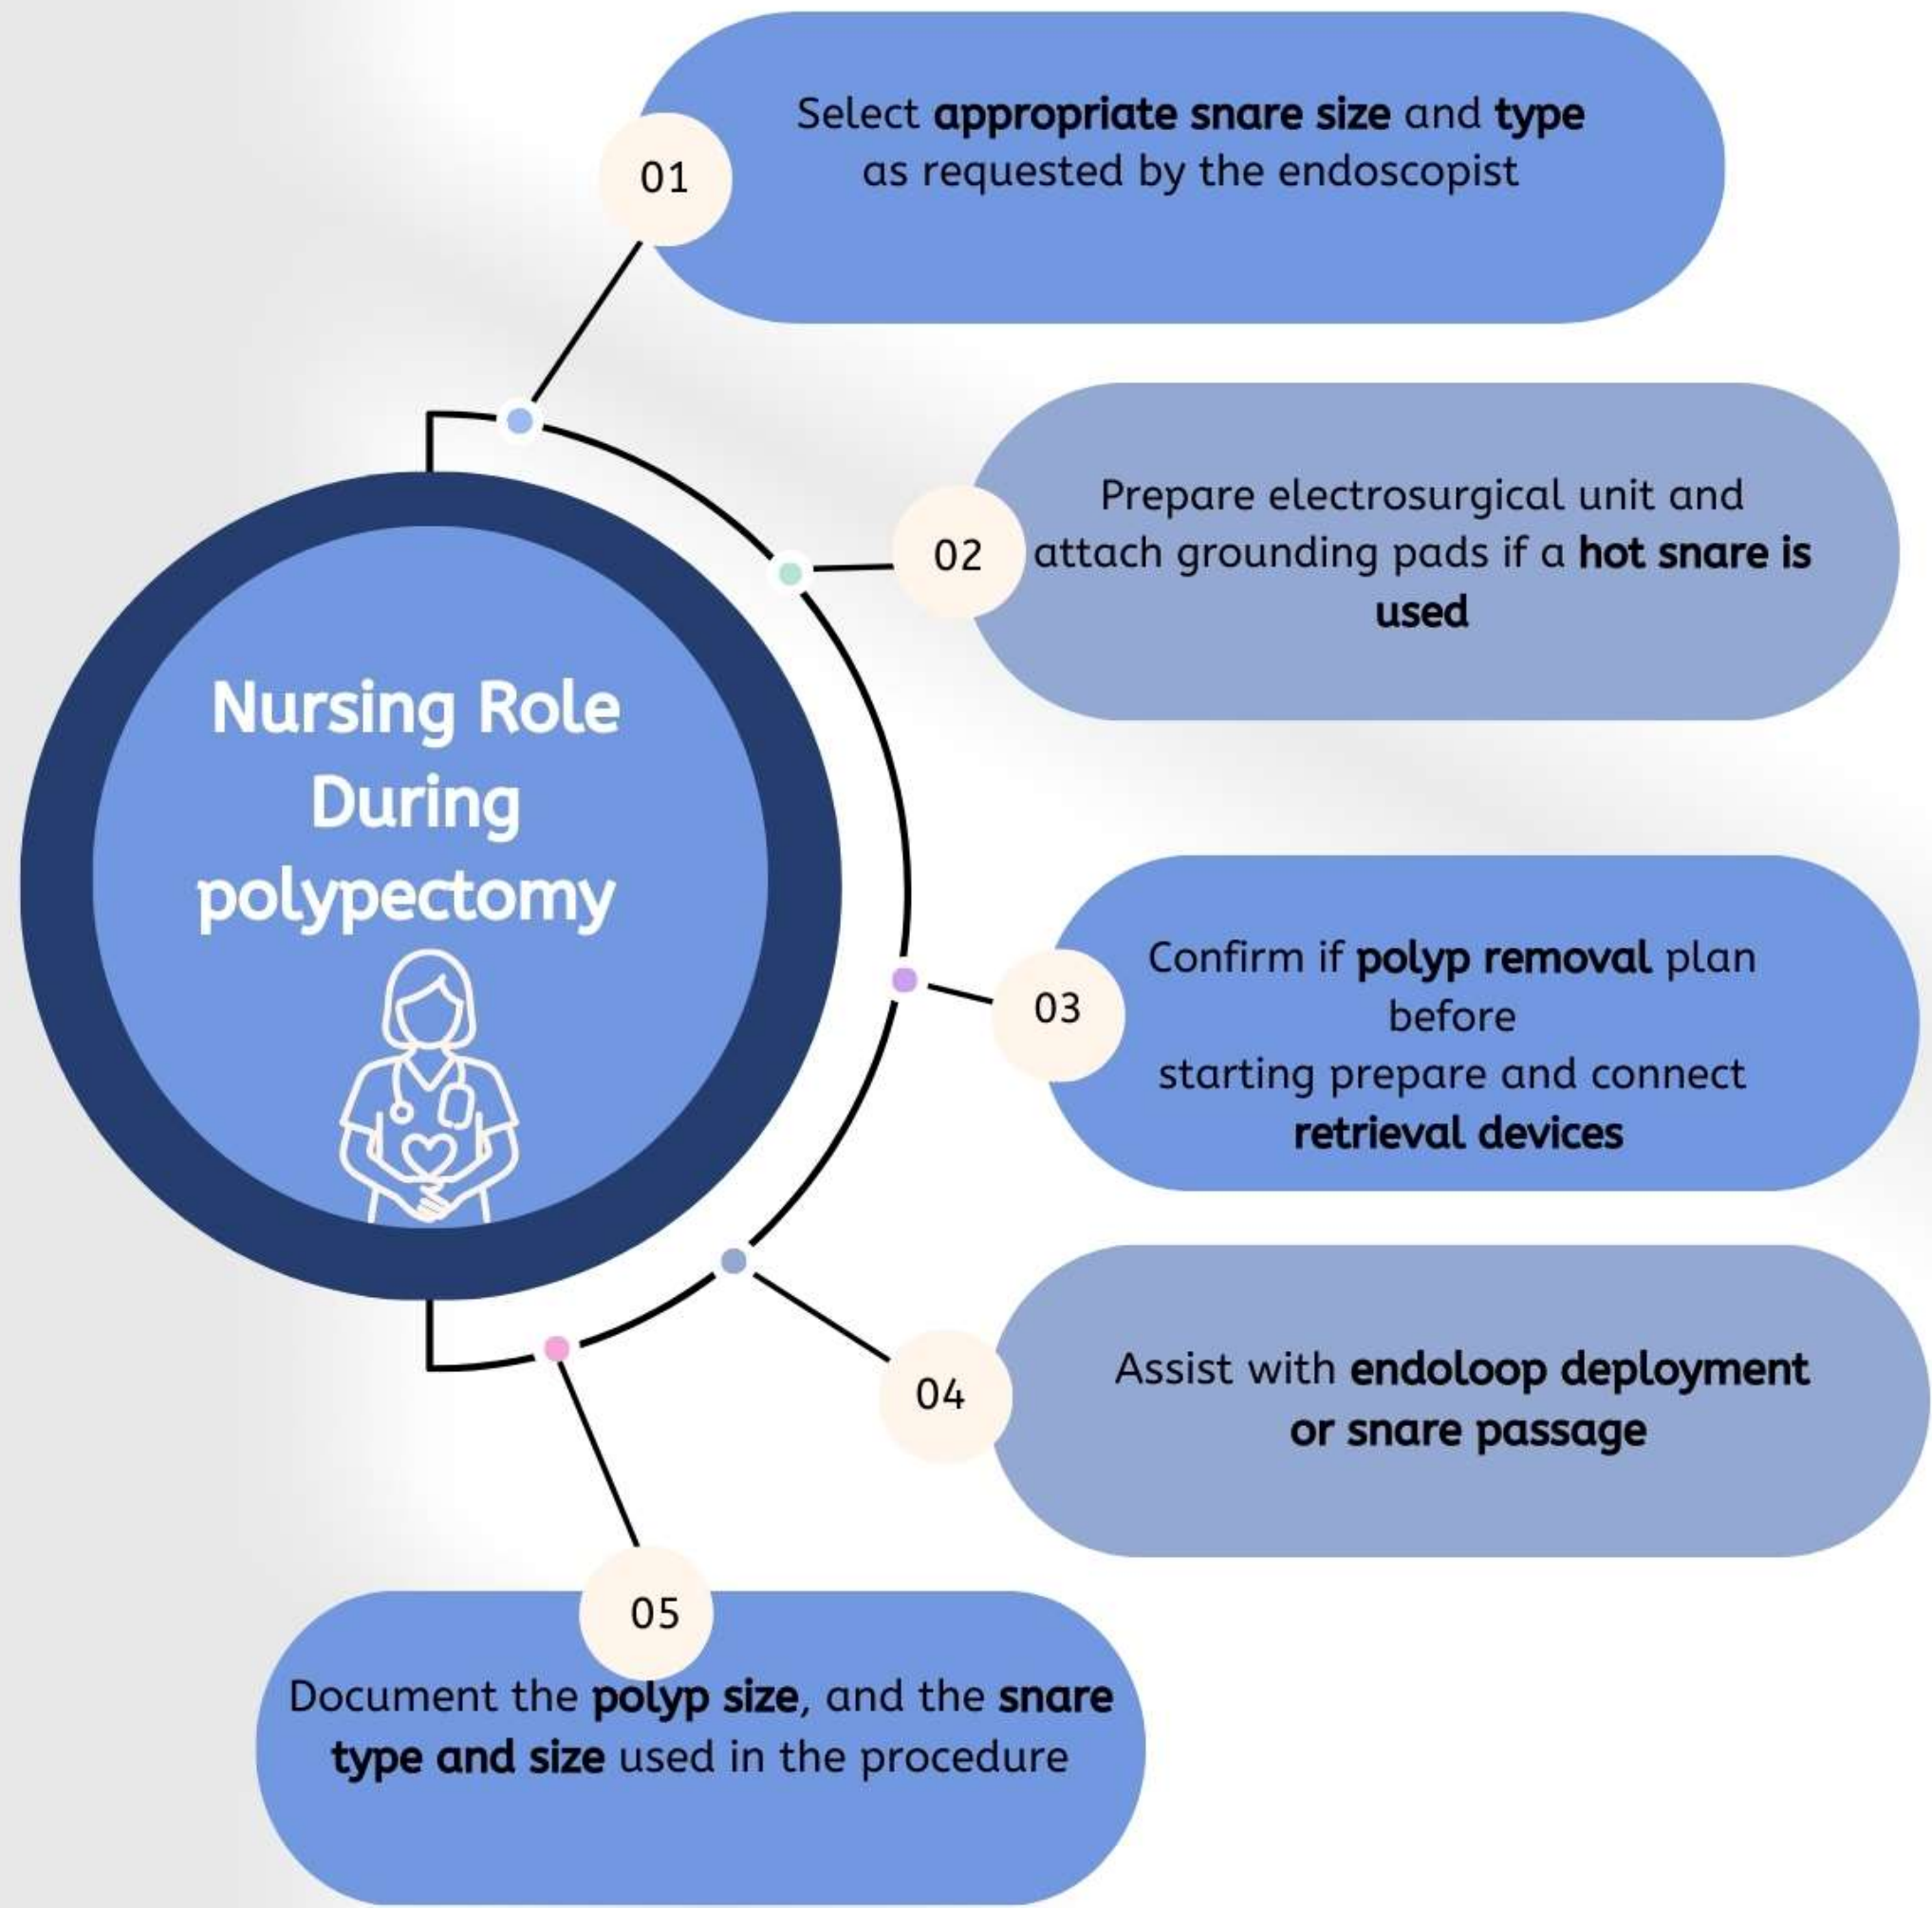 Nursing Role
During
polypectomy
01
Select appropriate snare size and type
as requested by the endoscopist
02
Prepare electrosurgical unit and
attach grounding pads if a hot snare is
used
03
Confirm if polyp removal plan
before
starting prepare and connect
retrieval devices
04
Assist with endoloop deployment
or snare passage
05
Document the polyp size, and the snare
type and size used in the procedure